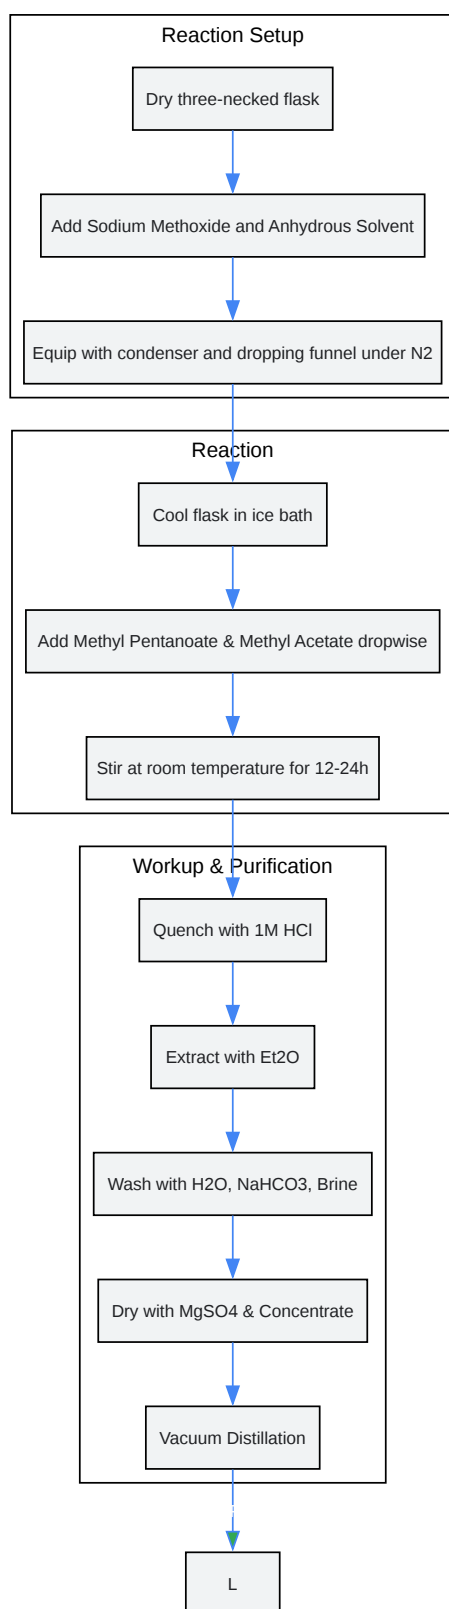 Reaction Setup
Dry three-necked flask
Add Sodium Methoxide and Anhydrous Solvent
Equip with condenser and dropping funnel under N2
Reaction
Cool flask in ice bath
Add Methyl Pentanoate & Methyl Acetate dropwise
Stir at room temperature for 12-24h
Workup & Purification
Quench with 1M HCl
Extract with Et2O
Wash with H2O, NaHCO3, Brine
Dry with MgSO4 & Concentrate
Vacuum Distillation
L